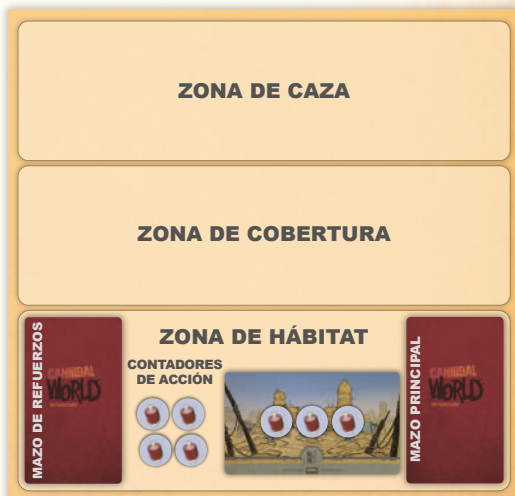 ZONA DE CAZA
ZONA DE COBERTURA
ZONA DE HÁBITAT
MAZO DE REFUERZOS
CANNIBAL
WORLD
CONTADORES
DE ACCIÓN
MAZO PRINCIPAL
CANNIBAL
WORLD